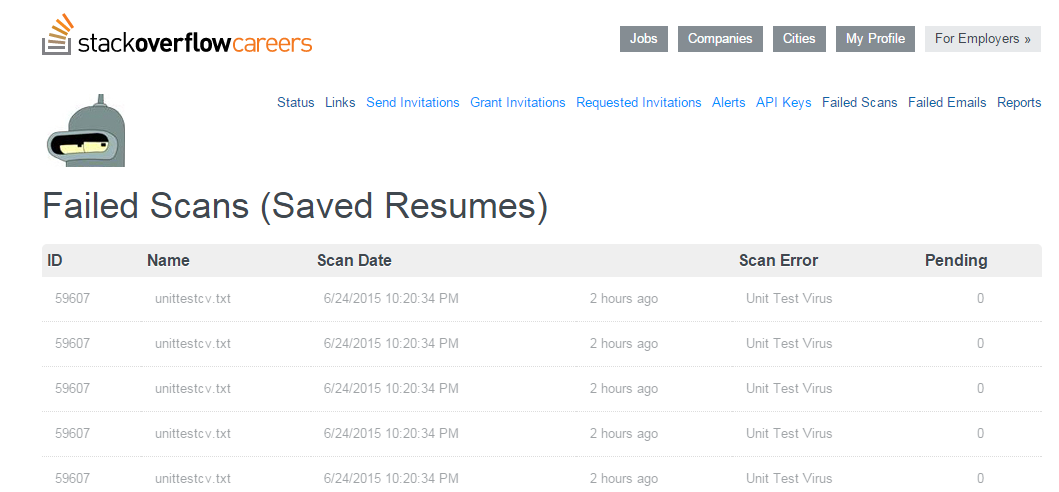 stackoverflowcareers
Jobs Companies Cities My Profile For Employers »
Status Links Send Invitations Grant Invitations Requested Invitations Alerts API Keys Failed Scans Failed Emails Reports
Failed Scans (Saved Resumes)
ID Name Scan Date Scan Error Pending
59607 unittestcv.txt 6/24/2015 10:20:34 PM 2 hours ago Unit Test Virus 0
59607 unittestcv.txt 6/24/2015 10:20:34 PM 2 hours ago Unit Test Virus 0
59607 unittestcv.txt 6/24/2015 10:20:34 PM 2 hours ago Unit Test Virus 0
59607 unittestcv.txt 6/24/2015 10:20:34 PM 2 hours ago Unit Test Virus 0
59607 unittestcv.txt 6/24/2015 10:20:34 PM 2 hours ago Unit Test Virus 0